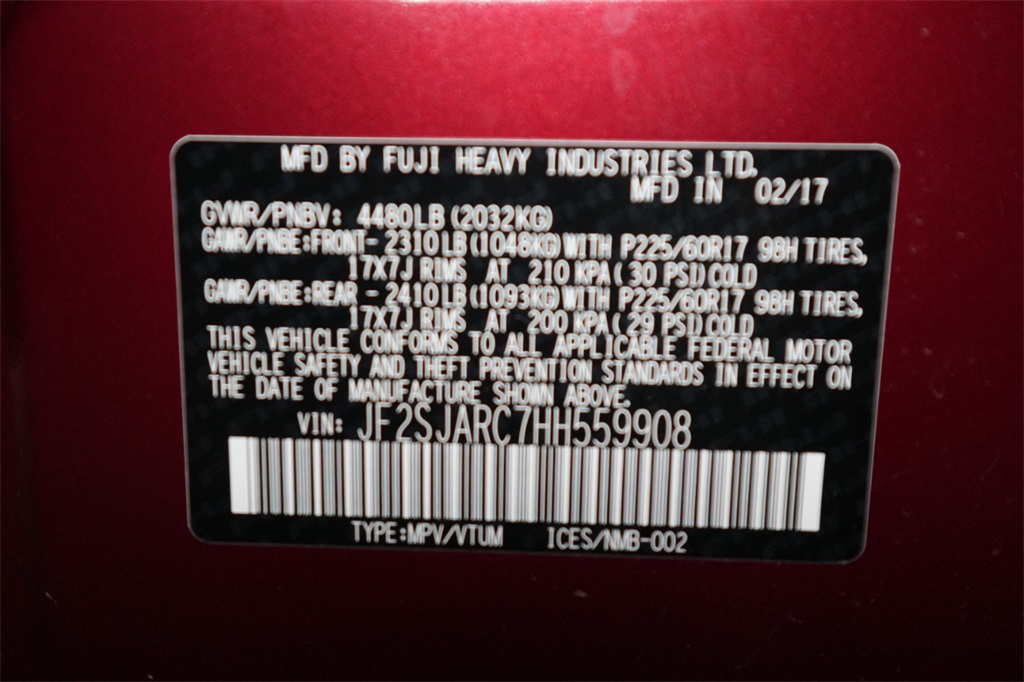 MFD BY FUJI HEAVY INDUSTRIES LTD.
MFD IN 02/17
GVWR/PNBV: 4480LB(2032KG)
GAWR/PNBE:FRONT- 2310LB(1048KG)WITH P225/60R17 98H TIRES,
17X7J RIMS AT 210 KPA(30 PSI)COLD
GAWR/PNBE:REAR - 2410LB(1093KG)WITH P225/60R17 98H TIRES,
17X7J RIMS AT 200 KPA(29 PSI)COLD
THIS VEHICLE CONFORMS TO ALL APPLICABLE FEDERAL MOTOR
VEHICLE SAFETY AND THEFT PREVENTION STANDARDS IN EFFECT ON
THE DATE OF MANUFACTURE SHOWN ABOVE.
VIN: JF2SJARC7HH559908
TYPE:MPV/VTUM ICES/NMB-002